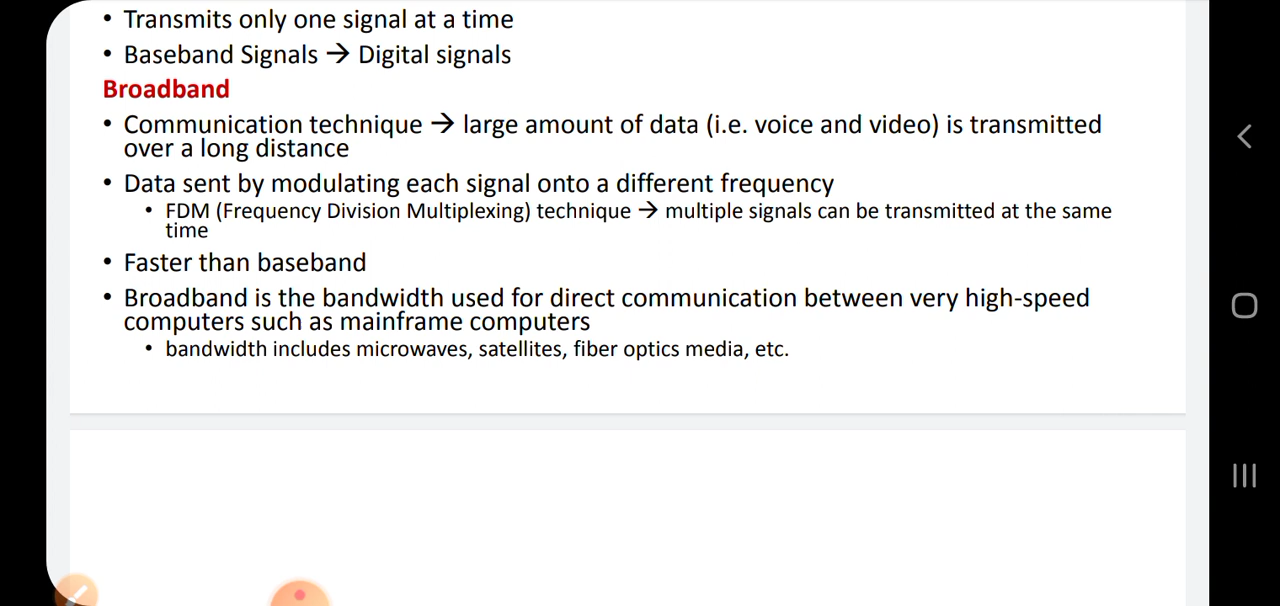 • Transmits only one signal at a time
• Baseband Signals → Digital signals
Broadband
• Communication technique → large amount of data (i.e. voice and video) is transmitted
over a long distance
• Data sent by modulating each signal onto a different frequency
• FDM (Frequency Division Multiplexing) technique → multiple signals can be transmitted at the same
time
• Faster than baseband
• Broadband is the bandwidth used for direct communication between very high-speed
computers such as mainframe computers
• bandwidth includes microwaves, satellites, fiber optics media, etc.